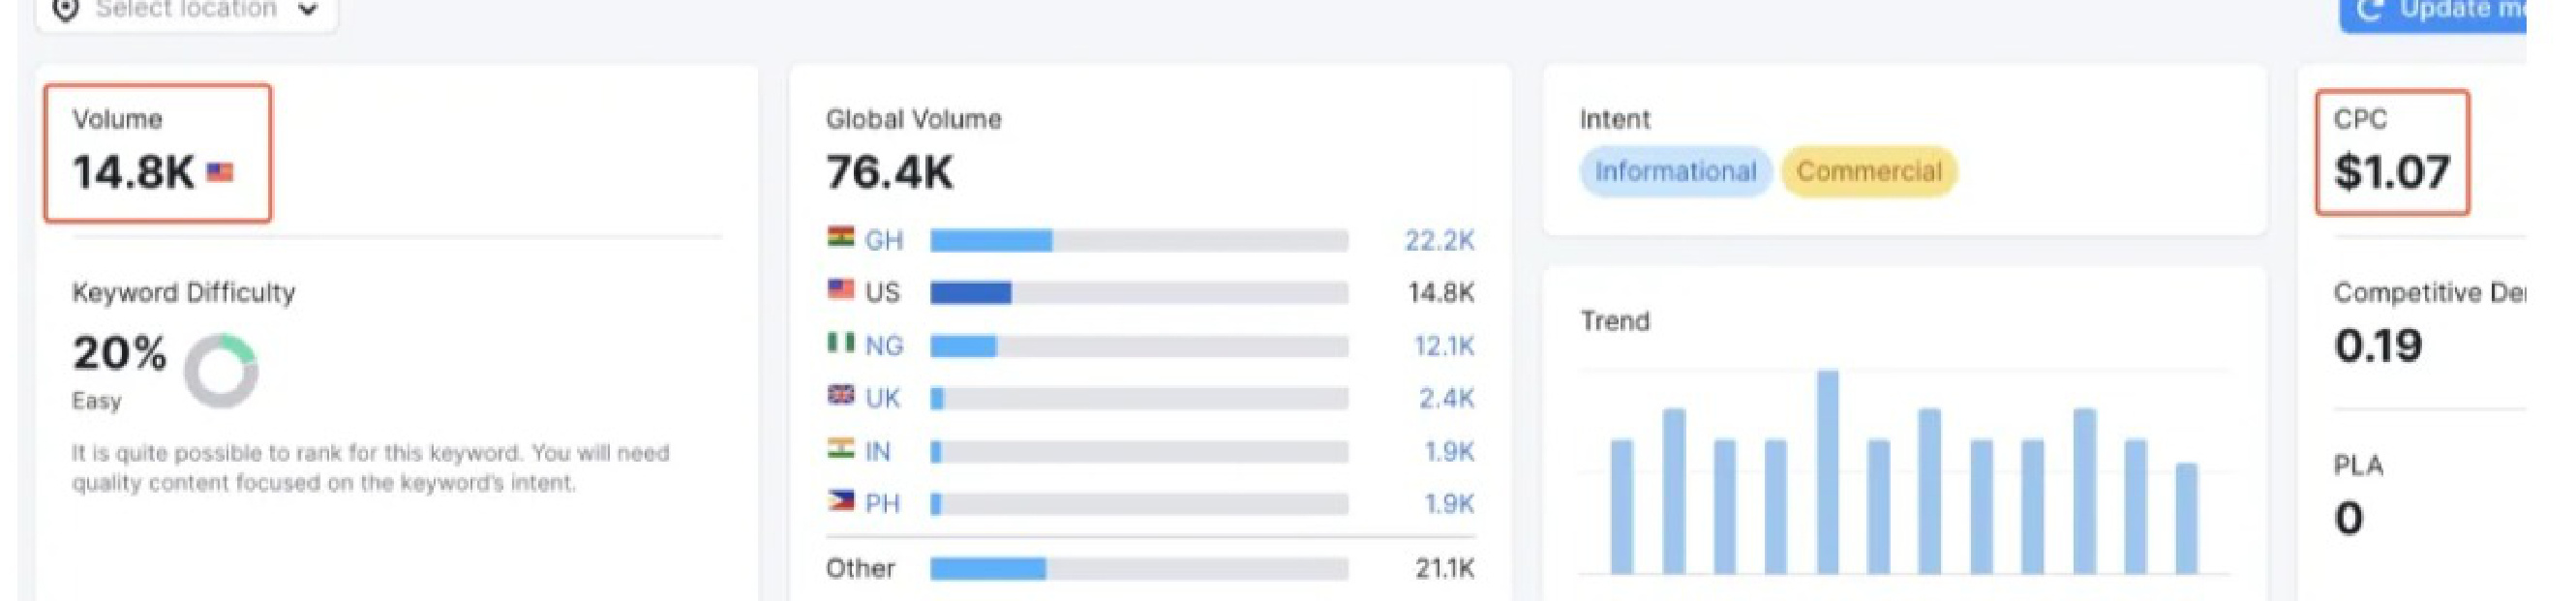 Select location
Update
Volume
14.8K
Keyword Difficulty
20%
Easy
It is quite possible to rank for this keyword. You will need
quality content focused on the keyword's intent.
Global Volume
76.4K
GH 22.2K
US 14.8K
NG 12.1K
UK 2.4K
IN 1.9K
PH 1.9K
Other 21.1K
Intent
Informational Commercial
Trend
CPC
$1.07
Competitive
0.19
PLA
0